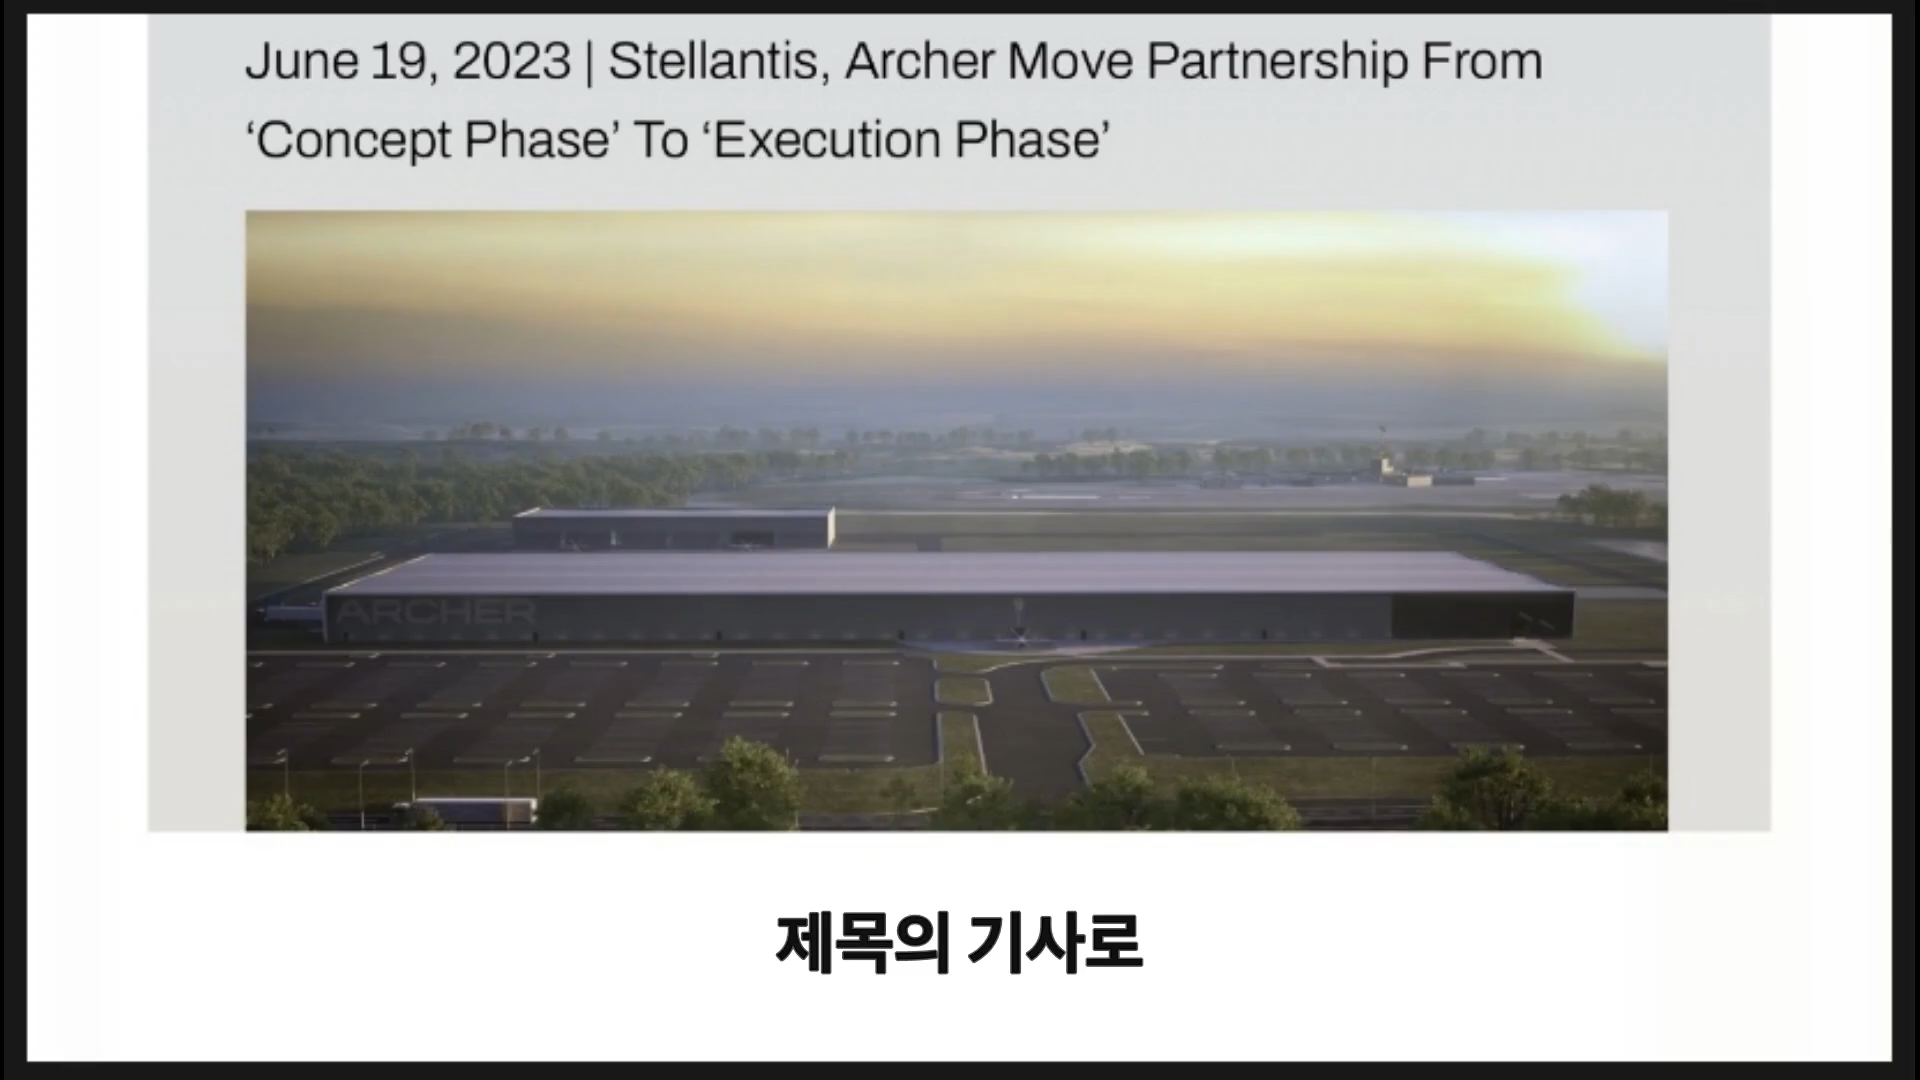 June 19, 2023 | Stellantis, Archer Move Partnership From
‘Concept Phase’ To ‘Execution Phase’
ARCHER
제목의 기사로